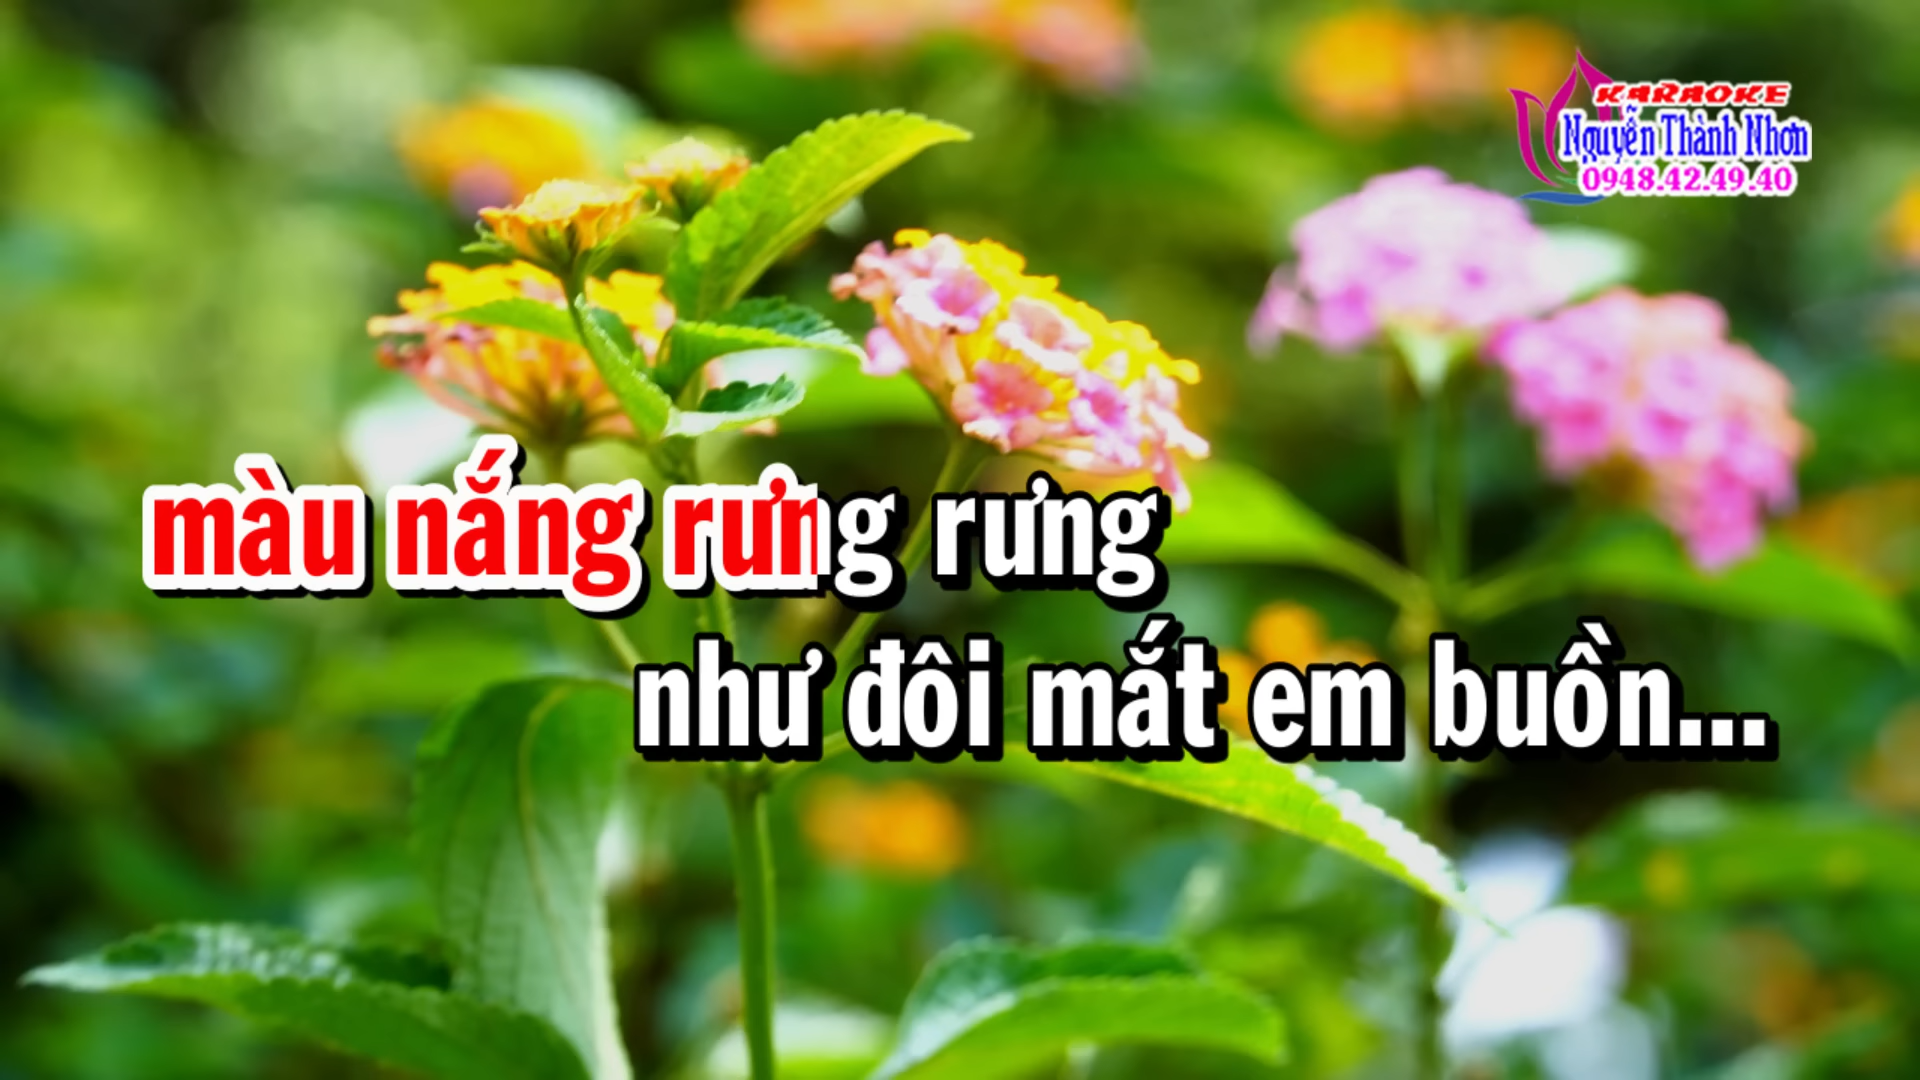 KARAOKE
Nguyễn Thành Nhơn
0948.42.49.40
màu nắng rưng rưng
như đôi mắt em buồn...